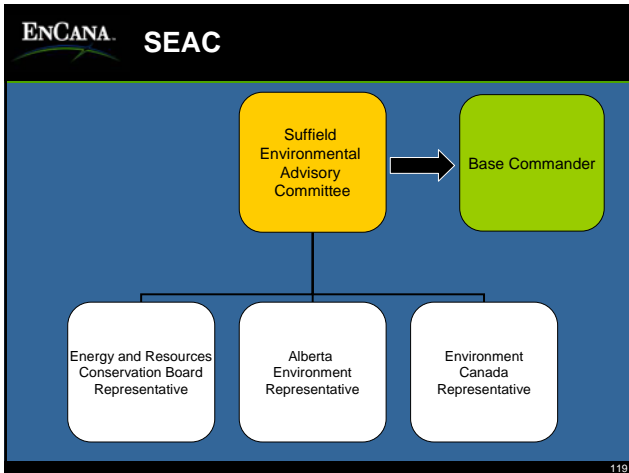 ENCANA.
SEAC
Suffield
Environmental
Advisory
Committee
Base Commander
Energy and Resources
Conservation Board
Representative
Alberta
Environment
Representative
Environment
Canada
Representative
119